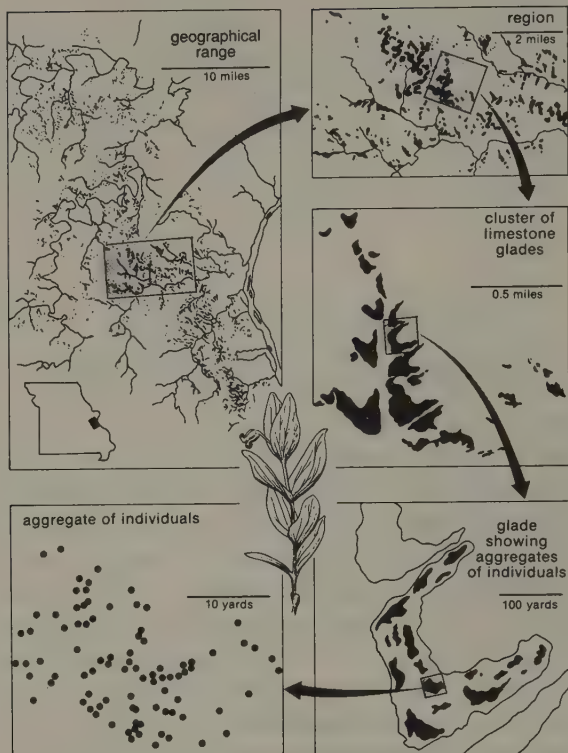 geographical
range
10 miles
region
2 miles
cluster of
limestone
glades
0.5 miles
glade
showing
aggregates
of individuals
100 yards
aggregate of individuals
10 yards